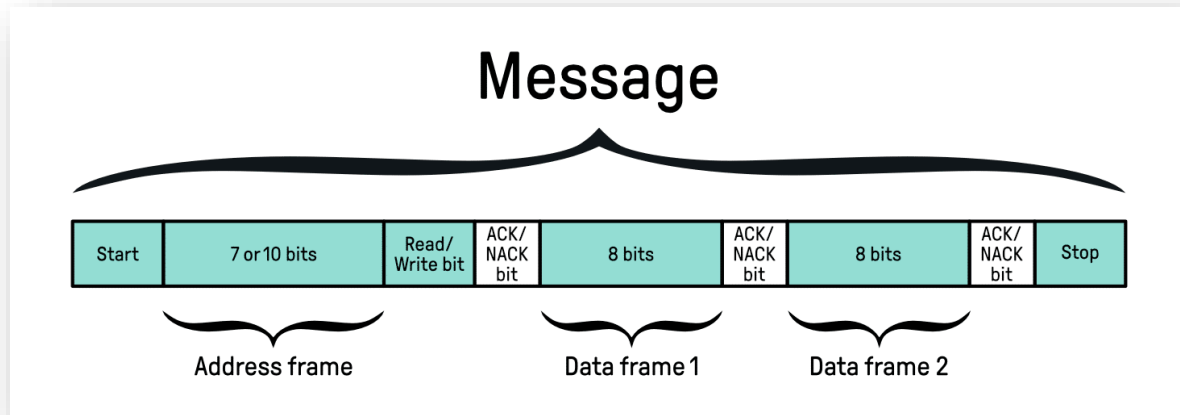 Message
Start
7 or 10 bits
Read/
Write bit
ACK/
NACK
bit
8 bits
ACK/
NACK
bit
8 bits
ACK/
NACK
bit
Stop
Address frame
Data frame 1
Data frame 2